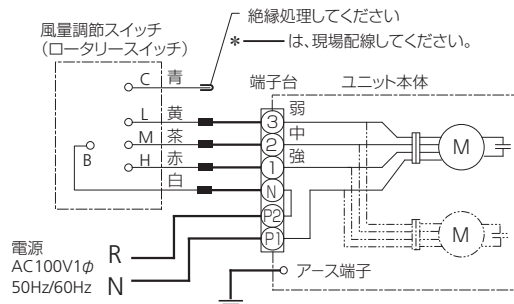 絶縁処理してください
＊━━ は、現場配線してください。
風量調節スイッチ
（ロータリースイッチ）
C 青
L 黄
M 茶
B
H 赤
白
端子台
ユニット本体
③ 弱
② 中
① 強
N
P2
P1
M
M
電源
AC100V1φ
50Hz/60Hz
R
N
アース端子